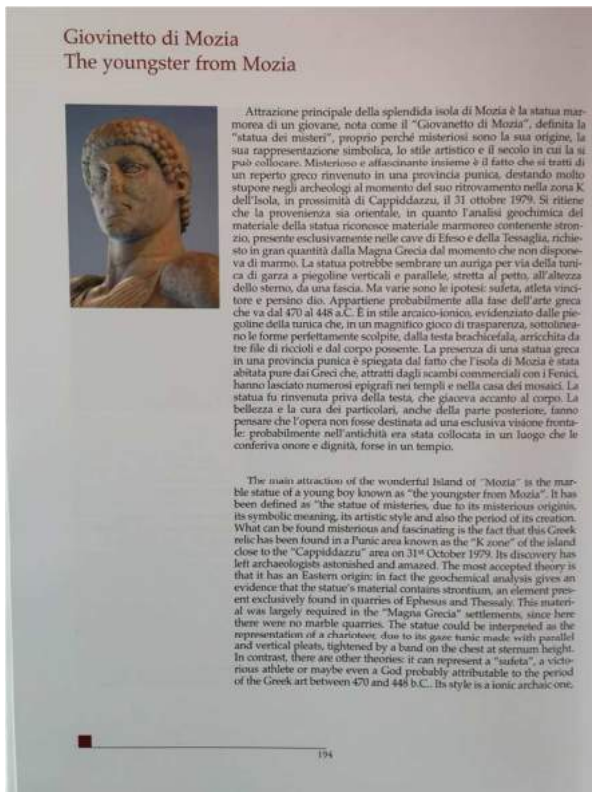 Giovinetto di Mozia
The youngster from Mozia
Attrazione principale della splendida isola di Mozia è la statua mar-
morea di un giovane, nota come il "Giovanetto di Mozia", definita la
"statua dei misteri", proprio perché misteriosi sono la sua origine, la
sua rappresentazione simbolica, lo stile artistico e il secolo in cui la si
può collocare. Misterioso e affascinante insieme è il fatto che si tratti di
un reperto greco rinvenuto in una provincia punica, destando molto
stupore negli archeologi al momento del suo ritrovamento nella zona K
dell'Isola, in prossimità di Cappiddazzu, il 31 ottobre 1979. Si ritiene
che la provenienza sia orientale, in quanto l'analisi geochimica del
materiale della statua riconosce materiale marmoreo contenente stron-
zio, presente esclusivamente nelle cave di Efeso e della Tessaglia, richie-
sto in gran quantità dalla Magna Grecia dal momento che non dispone-
va di marmo. La statua potrebbe sembrare un auriga per via della tuni-
ca di garza a piegoline verticali e parallele, stretta al petto, all'altezza
dello sterno, da una fascia. Ma varie sono le ipotesi: sufeta, atleta vinci-
tore e persino dio. Appartiene probabilmente alla fase dell'arte greca
che va dal 470 al 448 a.C. È in stile arcaico-ionico, evidenziato dalle pie-
goline della tunica che, in un magnifico gioco di trasparenza, sottolinea-
no le forme perfettamente scolpite, dalla testa brachicefala, arricchita da
tre file di riccioli e dal corpo possente. La presenza di una statua greca
in una provincia punica è spiegata dal fatto che l'isola di Mozia è stata
abitata pure dai Greci che, attratti dagli scambi commerciali con i Fenici,
hanno lasciato numerosi epigrafi nei templi e nella casa dei mosaici. La
statua fu rinvenuta priva della testa, che giaceva accanto al corpo. La
bellezza e la cura dei particolari, anche della parte posteriore, fanno
pensare che l'opera non fosse destinata ad una esclusiva visione fronta-
le: probabilmente nell'antichità era stata collocata in un luogo che le
conferiva onore e dignità, forse in un tempio.
The main attraction of the wonderful Island of "Mozia" is the mar-
ble statue of a young boy known as "the youngster from Mozia". It has
been defined as "the statue of misteries, due to its misterious originis,
its symbolic meaning, its artistic style and also the period of its creation.
What can be found misterious and fascinating is the fact that this Greek
relic has been found in a Punic area known as the "K zone" of the island
close to the "Cappiddazzu" area on 31st October 1979. Its discovery has
left archaeologists astonished and amazed. The most accepted theory is
that it has an Eastern origin: in fact the geochemical analysis gives an
evidence that the statue's material contains strontium, an element pres-
ent exclusively found in quarries of Ephesus and Thessaly. This materi-
al was largely required in the "Magna Grecia" settlements, since here
there were no marble quarries. The statue could be interpreted as the
representation of a charioteer, due to its gaze tunic made with parallel
and vertical pleats, tightened by a band on the chest at sternum height.
In contrast, there are other theories: it can represent a "sufeta", a victo-
rious athlete or maybe even a God probably attributable to the period
of the Greek art between 470 and 448 b.C.. Its style is a ionic archaic one,
194